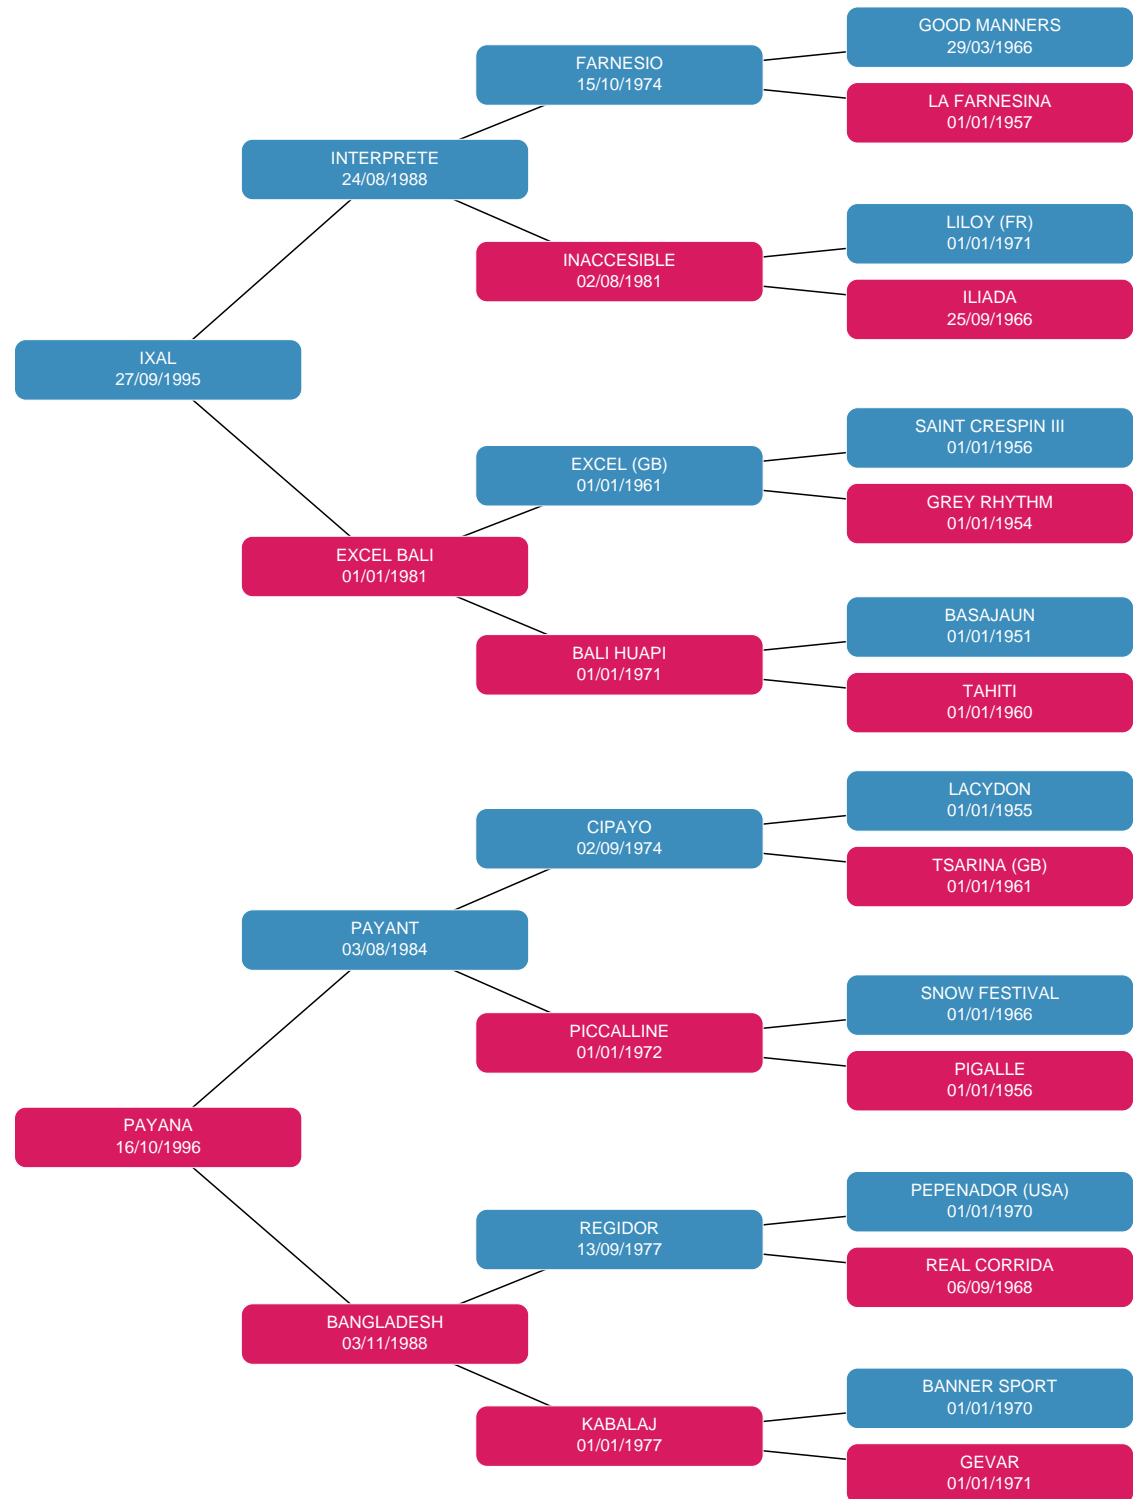 GOOD MANNERS
29/03/1966
FARNESIO
15/10/1974
LA FARNESINA
01/01/1957
INTERPRETE
24/08/1988
LILOY (FR)
01/01/1971
INACCESIBLE
02/08/1981
ILIADA
25/09/1966
IXAL
27/09/1995
SAINT CRESPIN III
01/01/1956
EXCEL (GB)
01/01/1961
GREY RHYTHM
01/01/1954
EXCEL BALI
01/01/1981
BASAJAUN
01/01/1951
BALI HUAPI
01/01/1971
TAHITI
01/01/1960
LACYDON
01/01/1955
CIPAYO
02/09/1974
TSARINA (GB)
01/01/1961
PAYANT
03/08/1984
SNOW FESTIVAL
01/01/1966
PICCALLINE
01/01/1972
PIGALLE
01/01/1956
PAYANA
16/10/1996
PEPENADOR (USA)
01/01/1970
REGIDOR
13/09/1977
REAL CORRIDA
06/09/1968
BANGLADESH
03/11/1988
BANNER SPORT
01/01/1970
KABALAJ
01/01/1977
GEVAR
01/01/1971